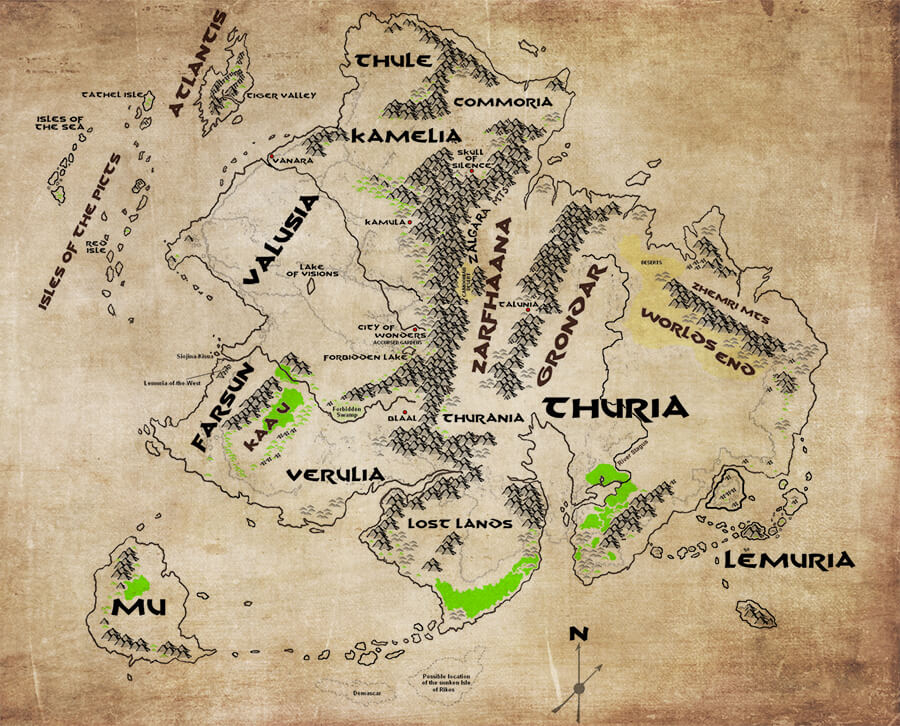 THULE
ATLANTIS
COMMORIA
TATHEL ISLE
TIGER VALLEY
ISLES OF
THE SEA
KAMELIA
SKULL
OF
SILENCE
VANARA
ISLES OF THE PICTS
VALUSIA
KAMULA
ZALGARA
MTS
ZARFHAANA
RED
ISLE
GRONDAR
DESERTS
LAKE
OF VISIONS
ZHEMRI MTS
TALUNIA
WORLDS END
CITY OF
WONDERS
ACCURSED GARDENS
FORBIDDEN LAKE
Lemuria of the West
FARSUN
KAAU
Forbidden
Swamp
BLAAL
THURANIA
THURIA
River Stagus
VERULIA
LOST LANDS
LEMURIA
MU
N
Possible location
of the sunken Isle
of Rikos
Demascar